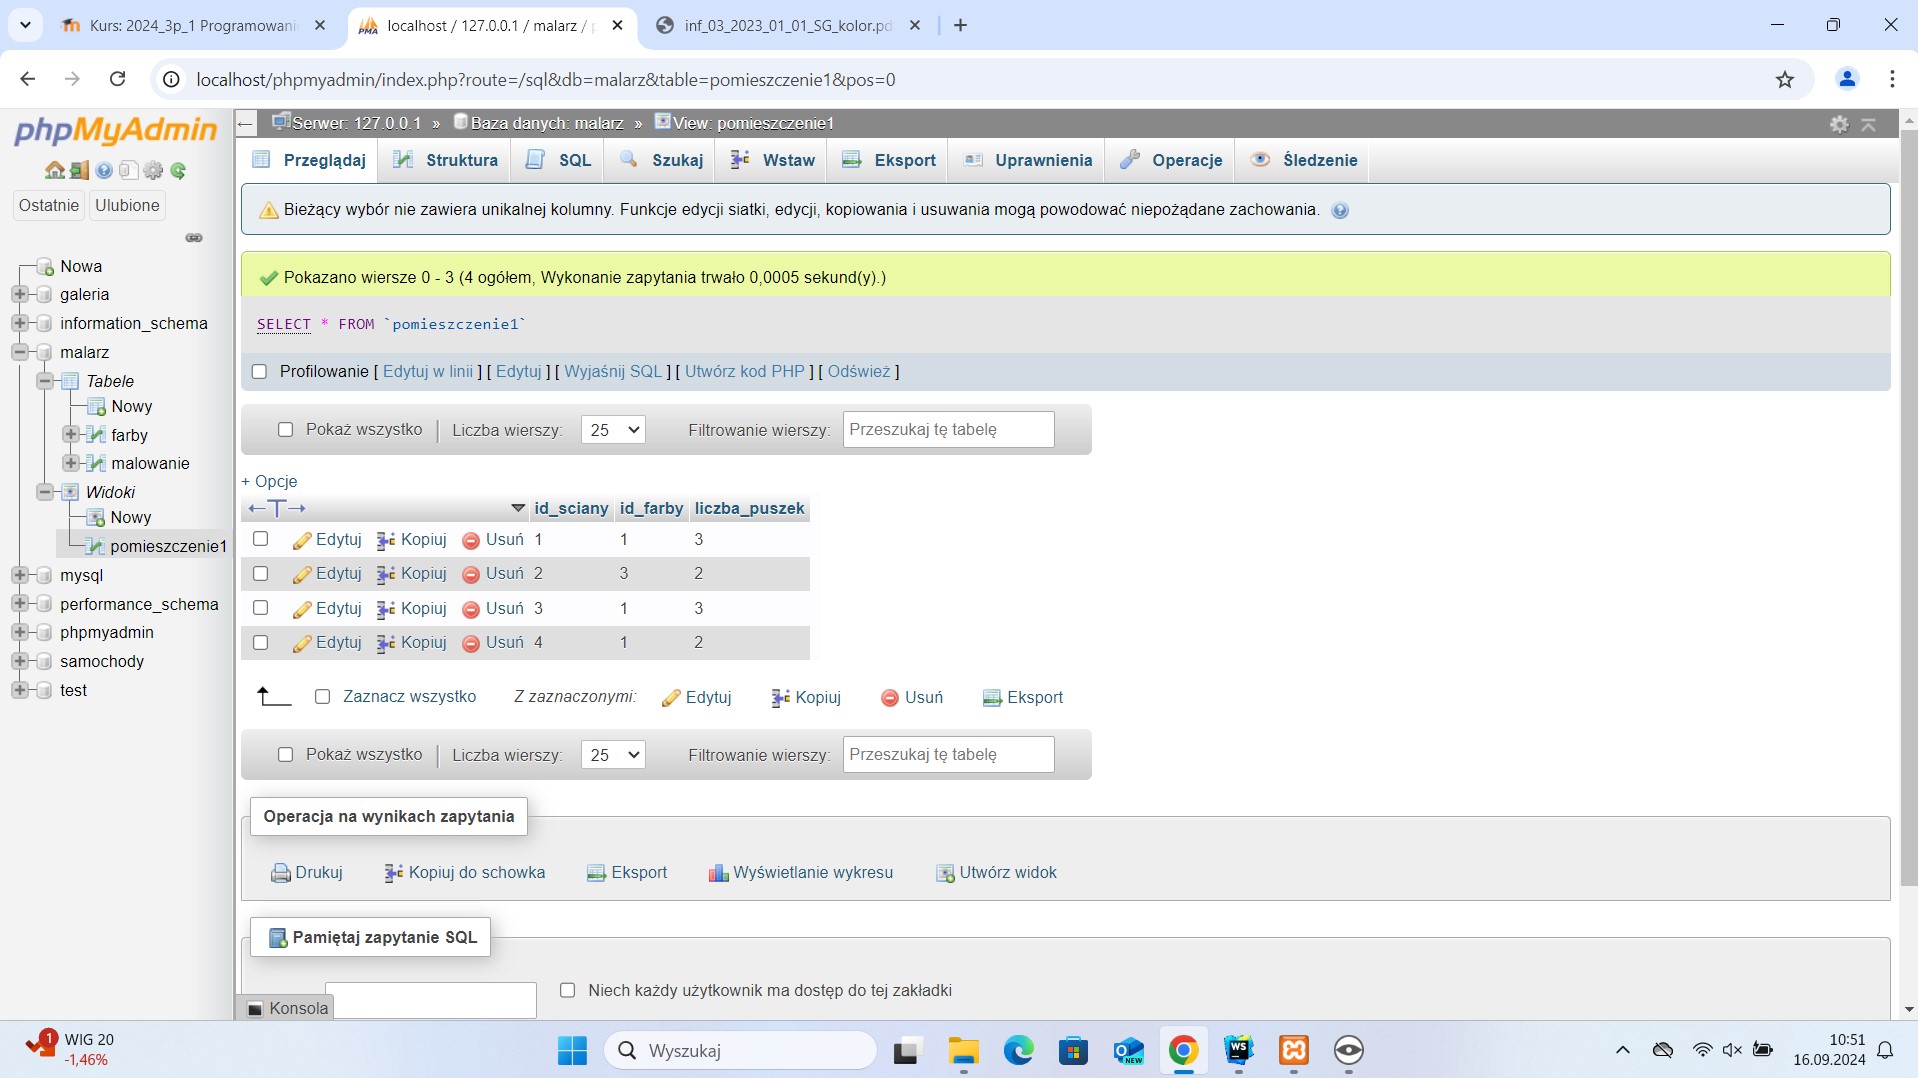 Kurs: 2024_3p_1 Programowani
localhost / 127.0.0.1 / malarz / p
inf_03_2023_01_01_SG_kolor.pd
localhost/phpmyadmin/index.php?route=/sql&db=malarz&table=pomieszczenie1&pos=0
phpMyAdmin
Ostatnie
Ulubione
Nowa
galeria
information_schema
malarz
Tabele
Nowy
farby
malowanie
Widoki
Nowy
pomieszczenie1
mysql
performance_schema
phpmyadmin
samochody
test
Serwer: 127.0.0.1 » Baza danych: malarz » View: pomieszczenie1
Przeglądaj Struktura SQL Szukaj Wstaw Eksport Uprawnienia Operacje Śledzenie
Bieżący wybór nie zawiera unikalnej kolumny. Funkcje edycji siatki, edycji, kopiowania i usuwania mogą powodować niepożądane zachowania.
Pokazano wiersze 0 - 3 (4 ogółem, Wykonanie zapytania trwało 0,0005 sekund(y).)
SELECT * FROM `pomieszczenie1`
Profilowanie [ Edytuj w linii ] [ Edytuj ] [ Wyjaśnij SQL ] [ Utwórz kod PHP ] [ Odśwież ]
Pokaż wszystko Liczba wierszy: 25 Filtrowanie wierszy: Przeszukaj tę tabelę
+ Opcje
←T→ id_sciany id_farby liczba_puszek
Edytuj Kopiuj Usuń 1 1 3
Edytuj Kopiuj Usuń 2 3 2
Edytuj Kopiuj Usuń 3 1 3
Edytuj Kopiuj Usuń 4 1 2
Zaznacz wszystko Z zaznaczonymi: Edytuj Kopiuj Usuń Eksport
Pokaż wszystko Liczba wierszy: 25 Filtrowanie wierszy: Przeszukaj tę tabelę
Operacja na wynikach zapytania
Drukuj Kopiuj do schowka Eksport Wyświetlanie wykresu Utwórz widok
Pamiętaj zapytanie SQL
Niech każdy użytkownik ma dostęp do tej zakładki
Konsola
1
WIG 20
-1,46%
Wyszukaj
NEW
WS
10:51
16.09.2024